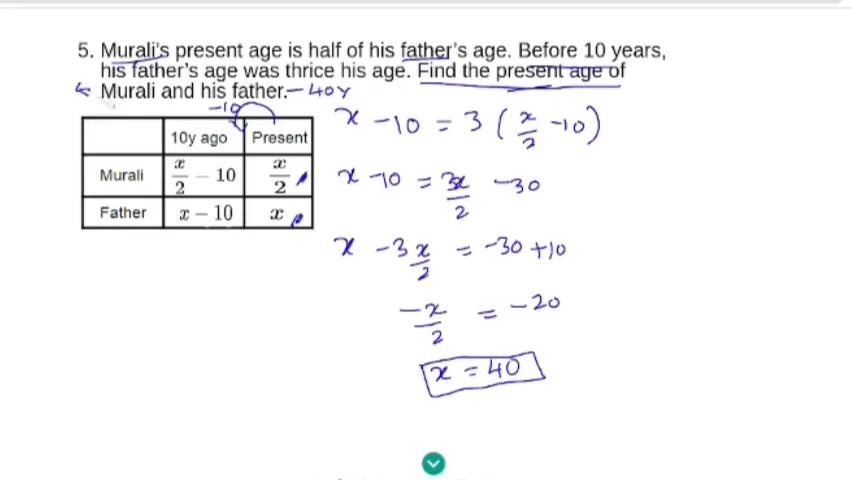 5. Murali's present age is half of his father's age. Before 10 years,
his father's age was thrice his age. Find the present age of
Murali and his father. - 40Y
-10
10y ago Present
Murali x/2 - 10 x/2
Father x - 10 x
x - 10 = 3 ( x/2 - 10 )
x - 10 = 3x/2 - 30
x - 3x/2 = -30 + 10
-x/2 = -20
x = 40